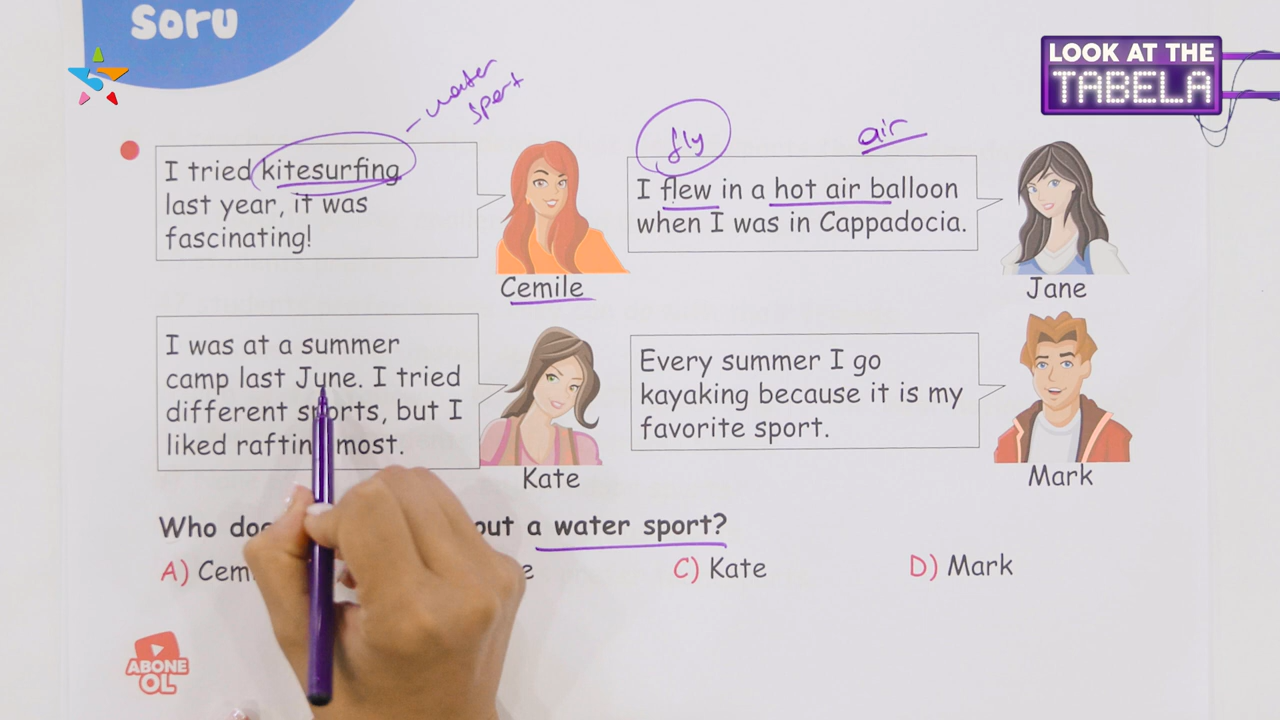 soru
LOOK AT THE
TABELA
water
sport
fly
air
I tried kitesurfing
last year, it was
fascinating!
Cemile
I flew in a hot air balloon
when I was in Cappadocia.
Jane
I was at a summer
camp last June. I tried
different sports, but I
liked rafting most.
Kate
Every summer I go
kayaking because it is my
favorite sport.
Mark
Who a water sport?
A)
C) Kate
D) Mark
ABONE
OL